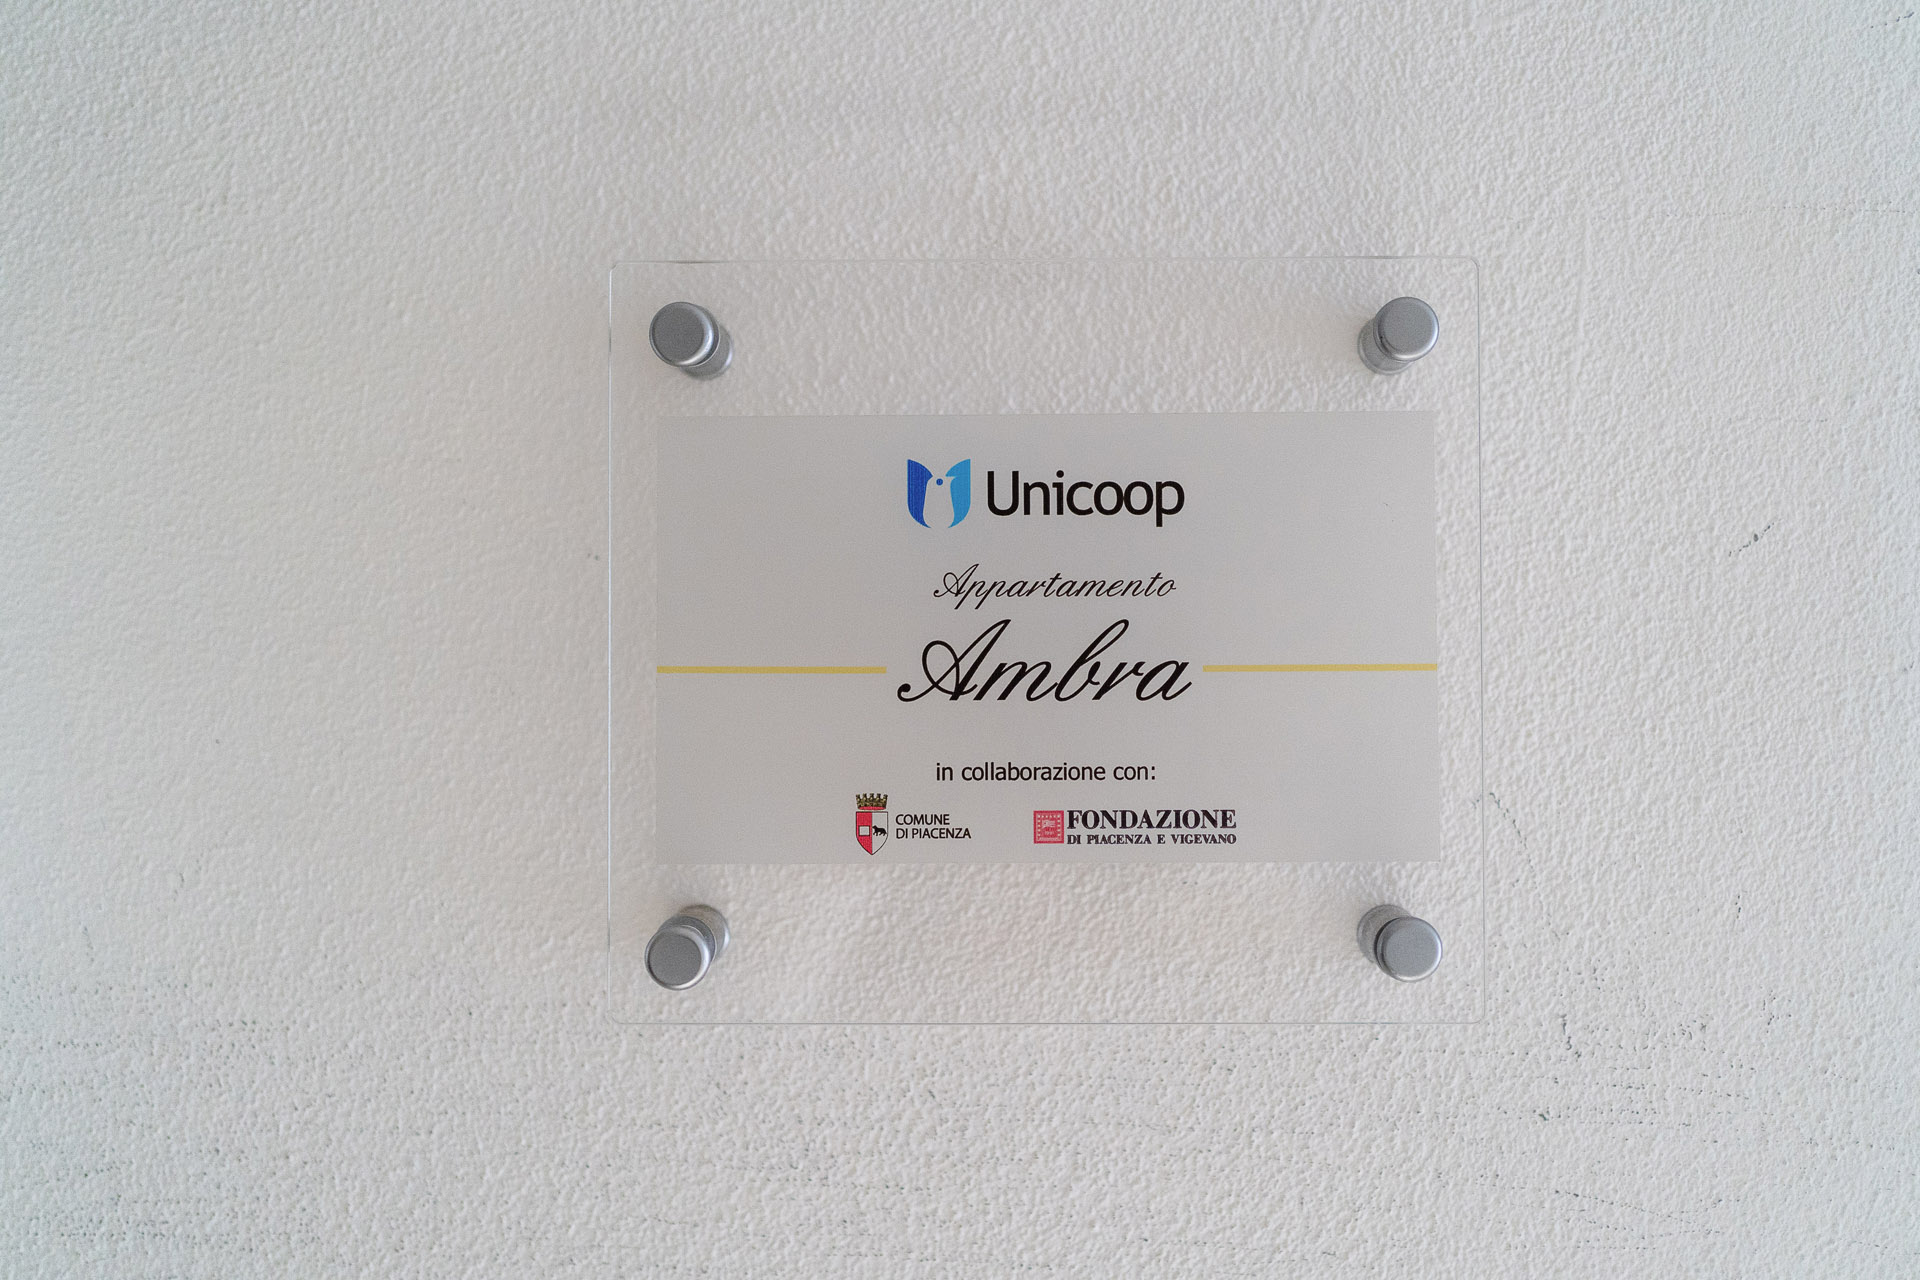 Unicoop
Appartamento
Ambra
in collaborazione con:
COMUNE
DI PIACENZA
FONDAZIONE
DI PIACENZA E VIGEVANO